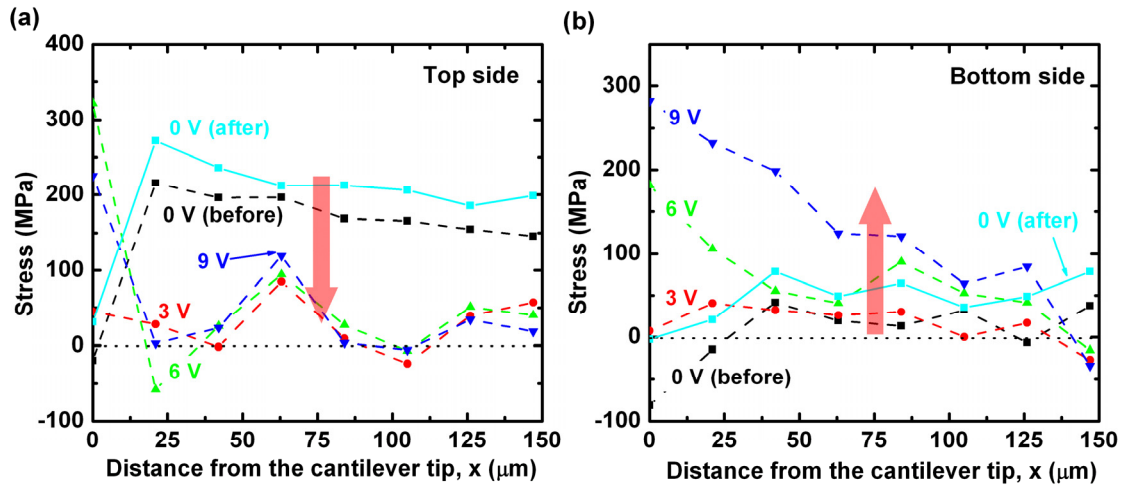 (a)
400
300
200
100
0
-100
Stress (MPa)
Top side
0 V (after)
0 V (before)
9 V
3 V
6 V
0 25 50 75 100 125 150
Distance from the cantilever tip, x (μm)
(b)
300
200
100
0
-100
Stress (MPa)
Bottom side
9 V
6 V
0 V (after)
3 V
0 V (before)
0 25 50 75 100 125 150
Distance from the cantilever tip, x (μm)